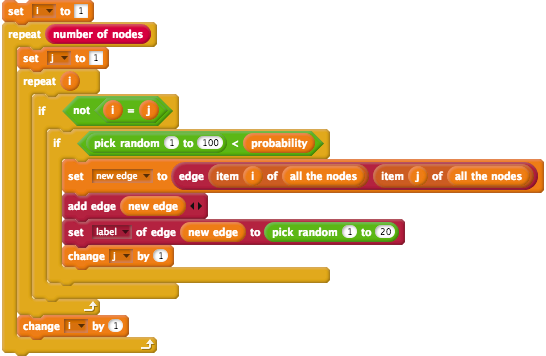 set i to 1
repeat number of nodes
set j to 1
repeat i
if not i = j
if pick random 1 to 100 < probability
set new edge to edge item i of all the nodes item j of all the nodes
add edge new edge
set label of edge new edge to pick random 1 to 20
change j by 1
change i by 1